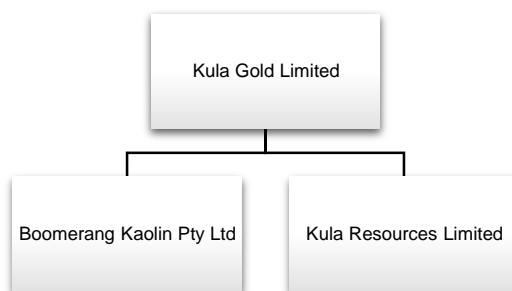 Kula Gold Limited
Boomerang Kaolin Pty Ltd
Kula Resources Limited